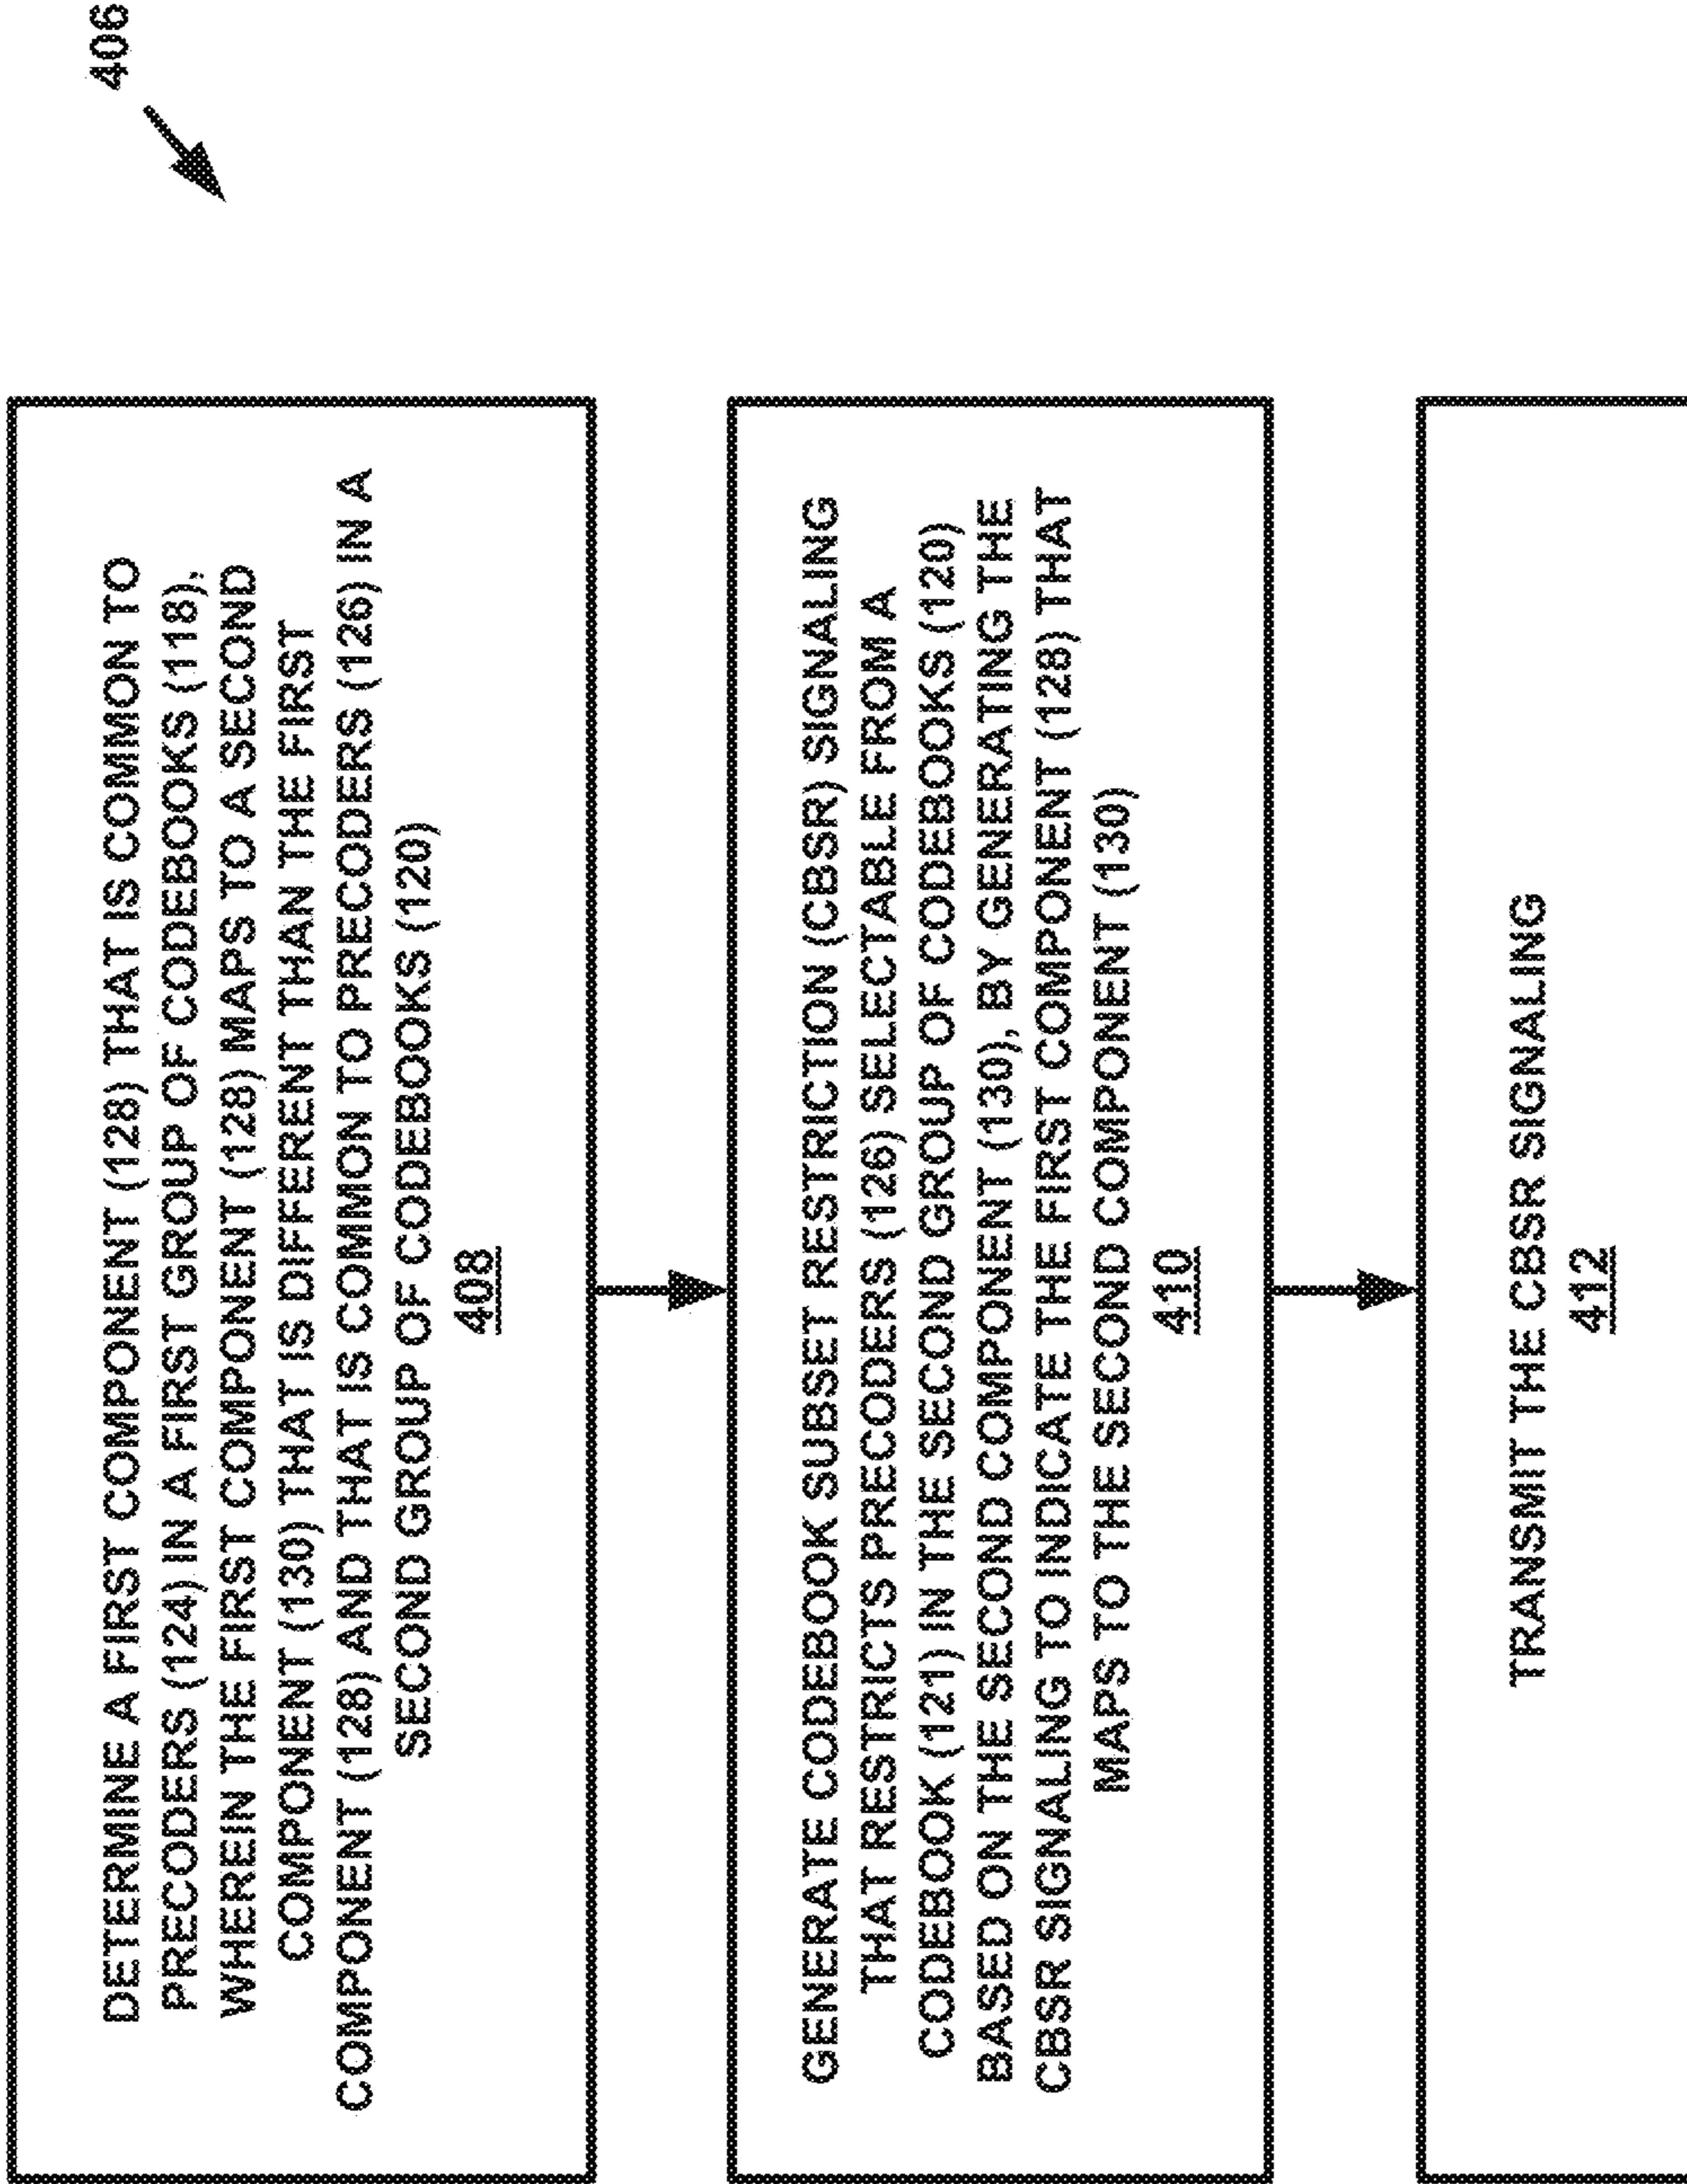 406
DETERMINE A FIRST COMPONENT (128) THAT IS COMMON TO
PRECODERS (124) IN A FIRST GROUP OF CODEBOOKS (118),
WHEREIN THE FIRST COMPONENT (128) MAPS TO A SECOND
COMPONENT (130) THAT IS DIFFERENT THAN THE FIRST
COMPONENT (128) AND THAT IS COMMON TO PRECODERS (126) IN A
SECOND GROUP OF CODEBOOKS (120)
408
GENERATE CODEBOOK SUBSET RESTRICTION (CBSR) SIGNALING
THAT RESTRICTS PRECODERS (126) SELECTABLE FROM A
CODEBOOK (121) IN THE SECOND GROUP OF CODEBOOKS (120)
BASED ON THE SECOND COMPONENT (130), BY GENERATING THE
CBSR SIGNALING TO INDICATE THE FIRST COMPONENT (128) THAT
MAPS TO THE SECOND COMPONENT (130)
410
TRANSMIT THE CBSR SIGNALING
412